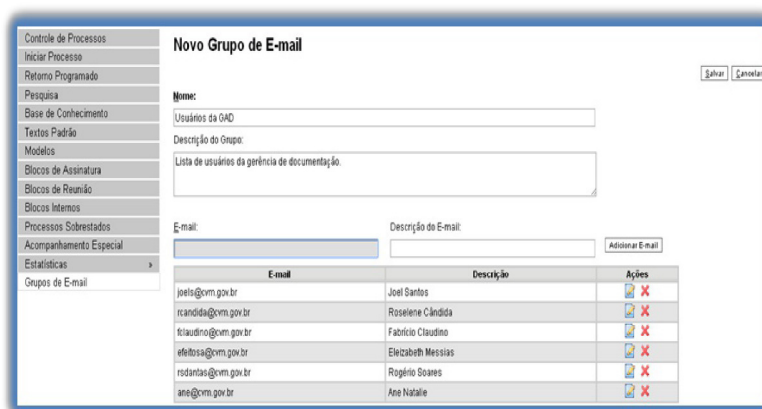 Controle de Processos
Iniciar Processo
Retorno Programado
Pesquisa
Base de Conhecimento
Textos Padrão
Modelos
Blocos de Assinatura
Blocos de Reunião
Blocos Internos
Processos Sobrestados
Acompanhamento Especial
Estatísticas
Grupos de E-mail
Novo Grupo de E-mail
Salvar Cancelar
Nome:
Usuários da GAD
Descrição do Grupo:
Lista de usuários da gerência de documentação.
E-mail: Descrição do E-mail:
Adicionar E-mail
E-mail Descrição Ações
joels@cvm.gov.br Joel Santos
rcandida@cvm.gov.br Roselene Cândida
fclaudino@cvm.gov.br Fabrício Claudino
efeitosa@cvm.gov.br Eleizabeth Messias
rsdantas@cvm.gov.br Rogério Soares
ane@cvm.gov.br Ane Natalie